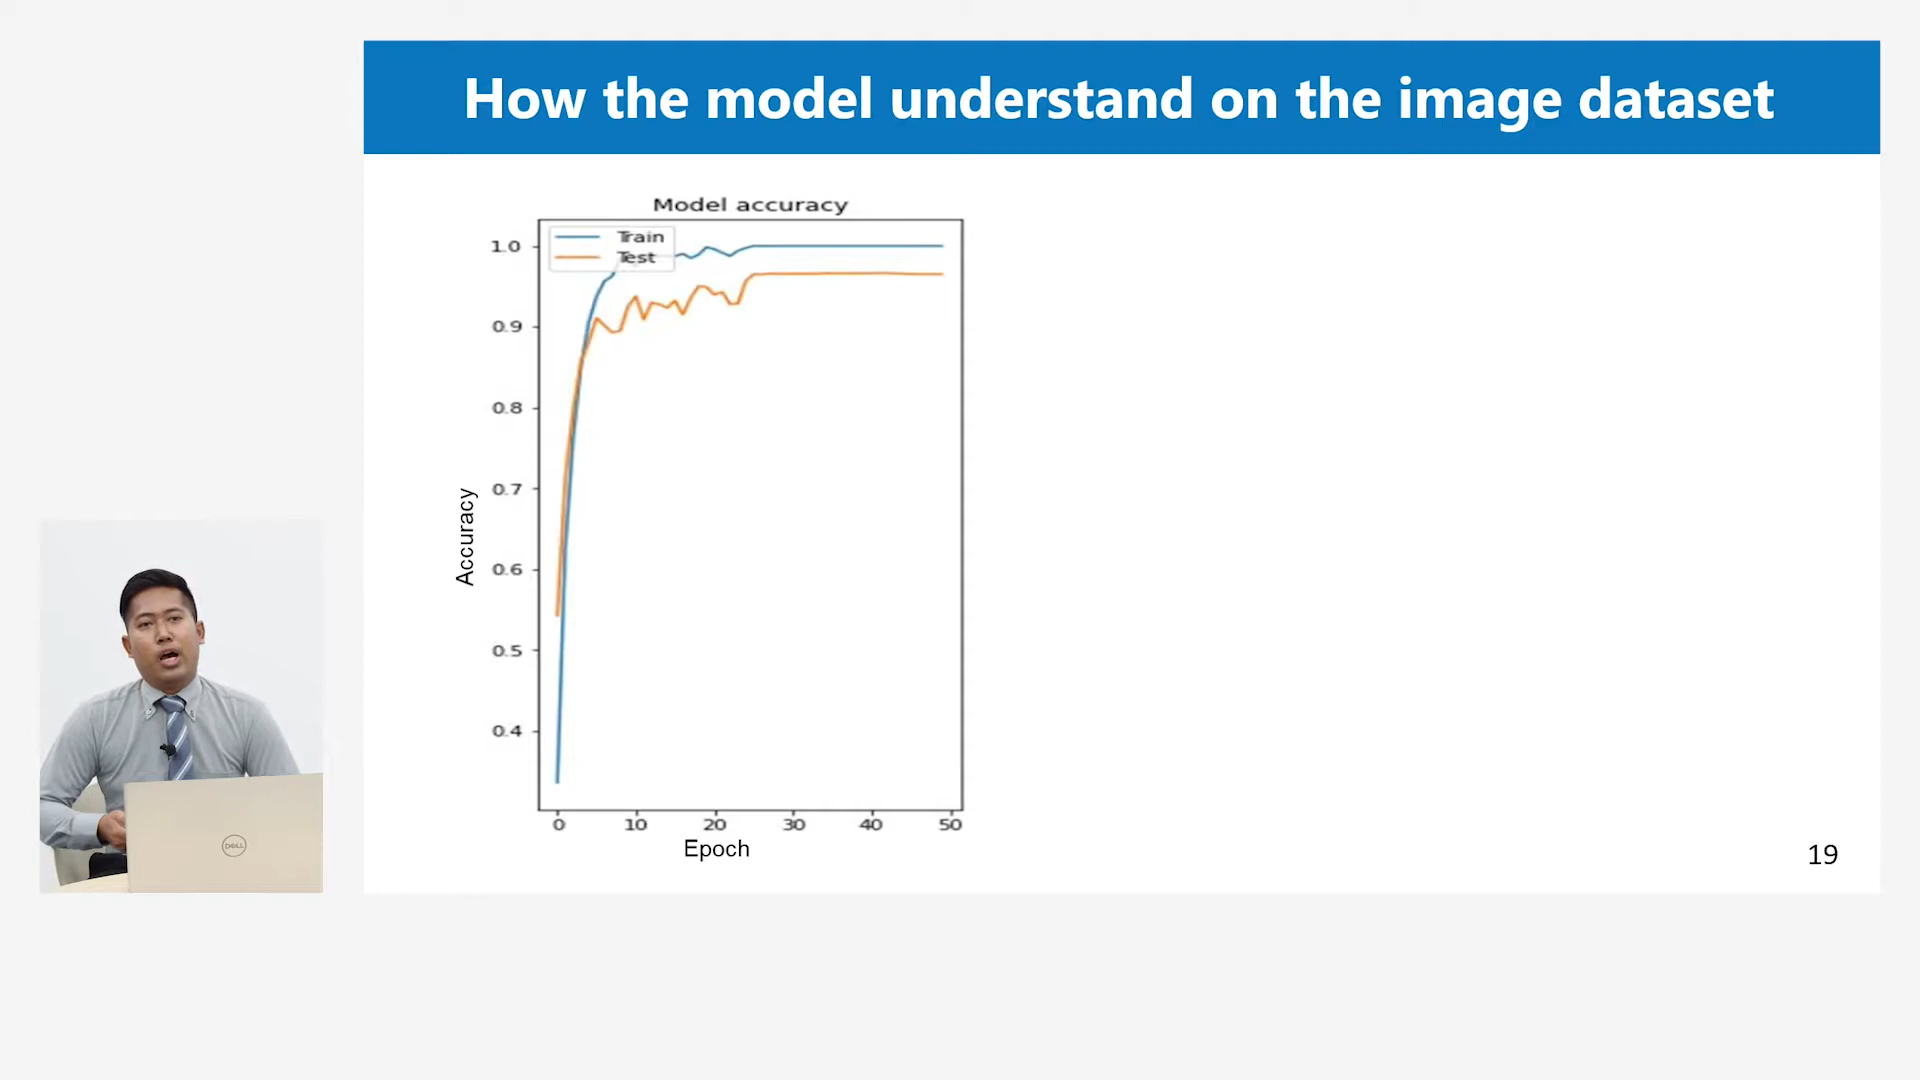 How the model understand on the image dataset
Model accuracy
Train
Test
1.0
0.9
0.8
0.7
0.6
0.5
0.4
Accuracy
0 10 20 30 40 50
Epoch
19
DELL